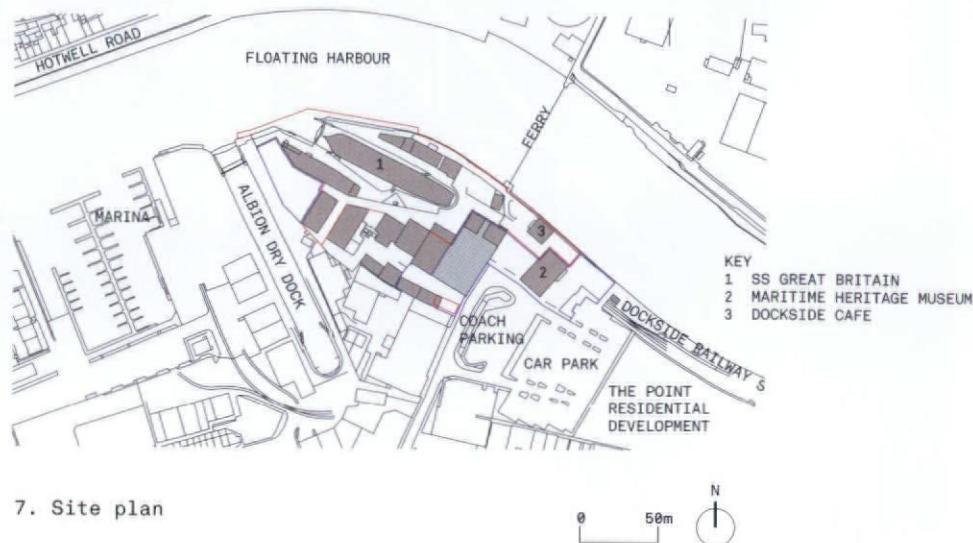 HOTWELL ROAD
FLOATING HARBOUR
FERRY
1
MARINA
ALBION DRY DOCK
3
2
KEY
1 SS GREAT BRITAIN
2 MARITIME HERITAGE MUSEUM
3 DOCKSIDE CAFE
DOCKSIDE RAILWAY S
COACH
PARKING
CAR PARK
THE POINT
RESIDENTIAL
DEVELOPMENT
7. Site plan
0 50m
N